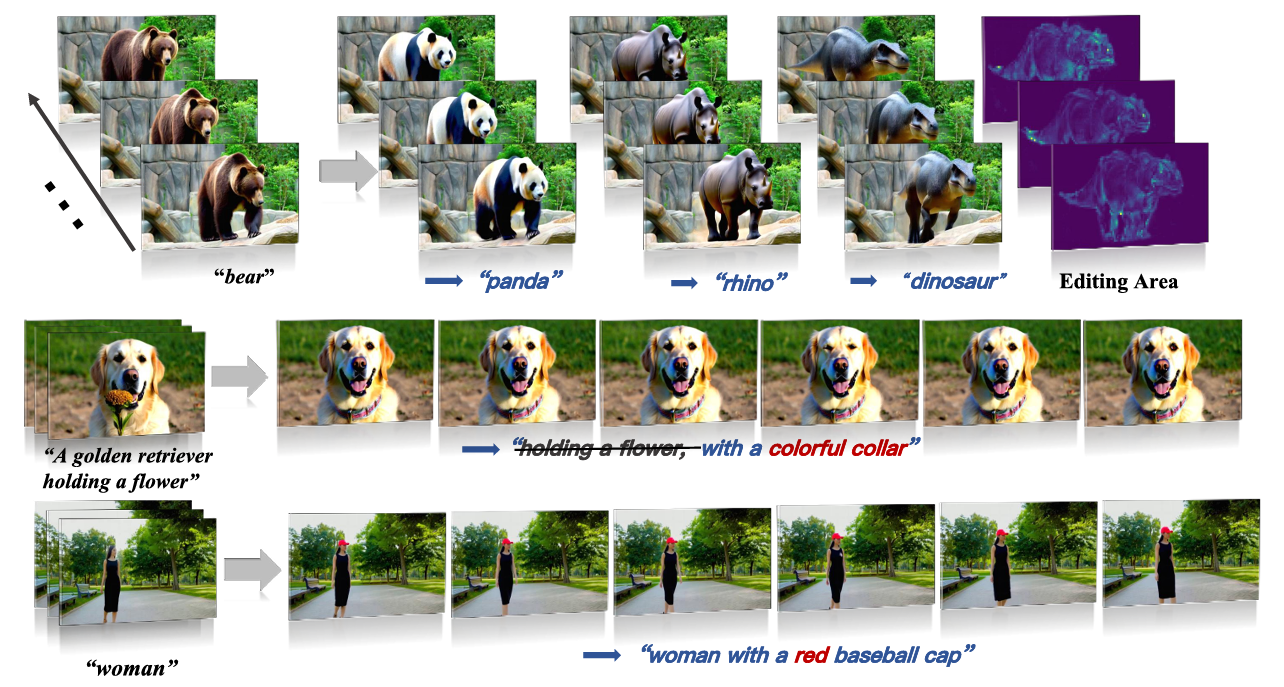 “bear”
“panda”
“rhino”
“dinosaur”
Editing Area
“holding a flower, with a colorful collar”
“A golden retriever
holding a flower”
“woman with a red baseball cap”
“woman”